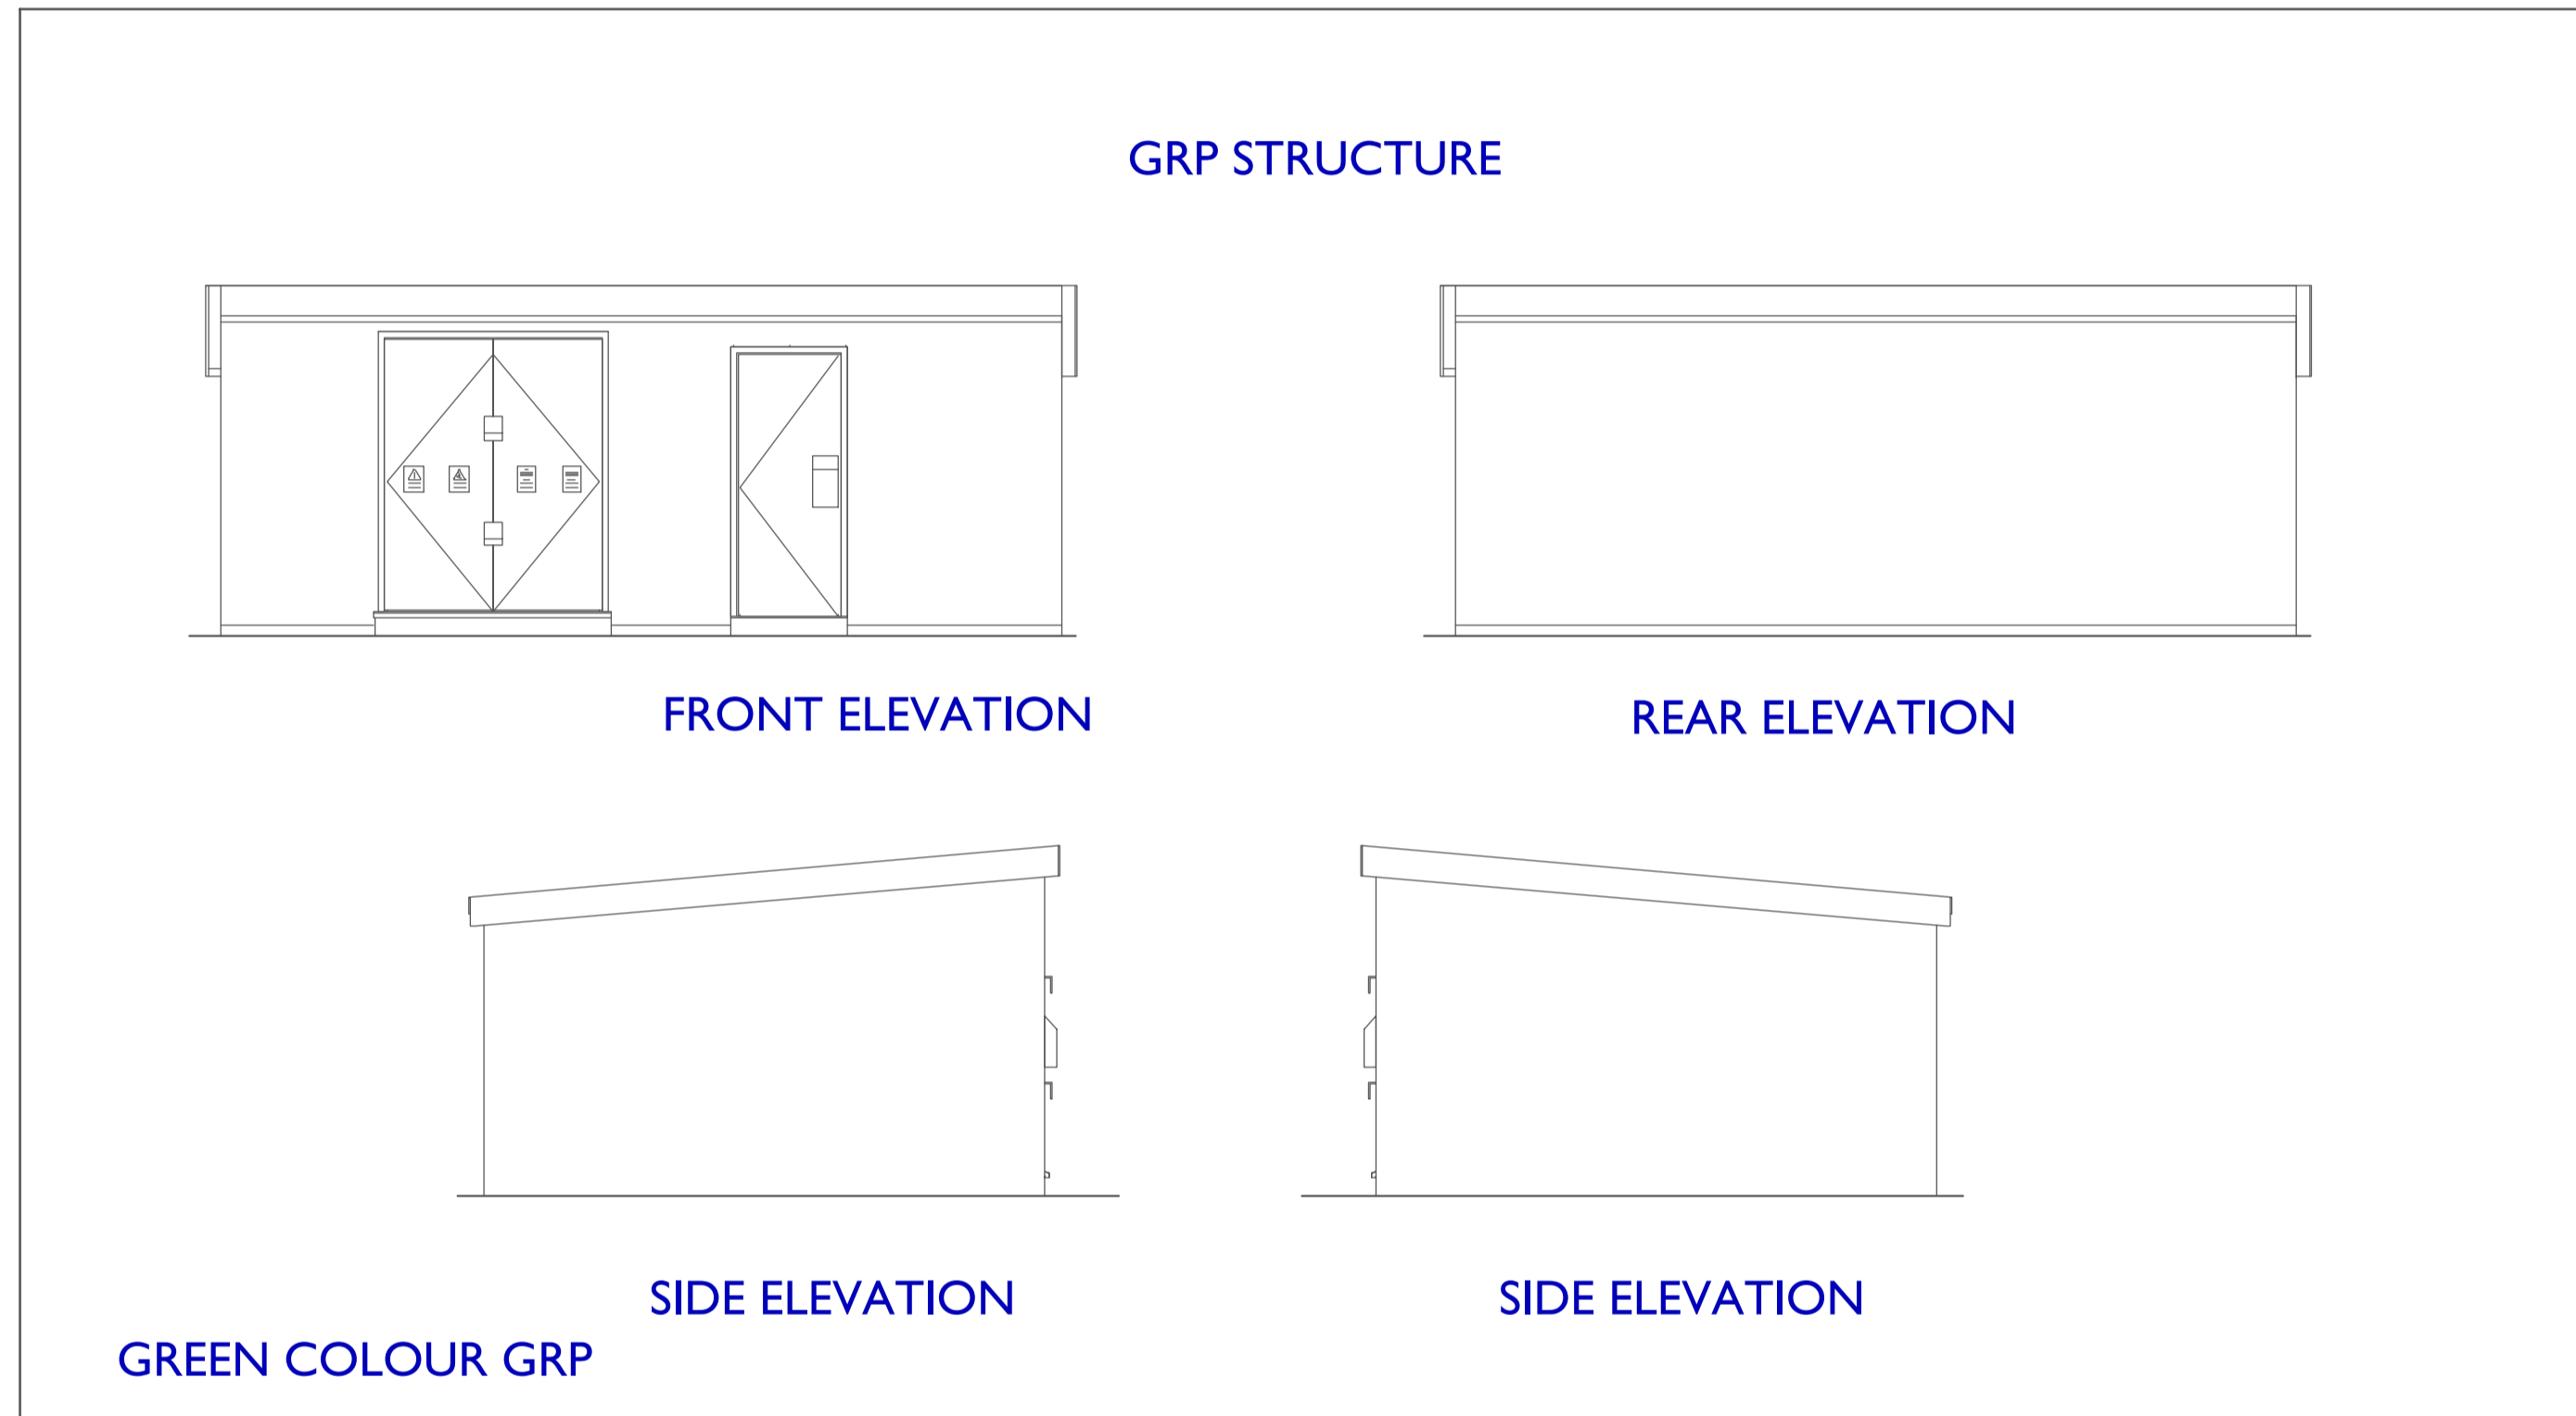 GRP STRUCTURE
FRONT ELEVATION
REAR ELEVATION
SIDE ELEVATION
SIDE ELEVATION
GREEN COLOUR GRP